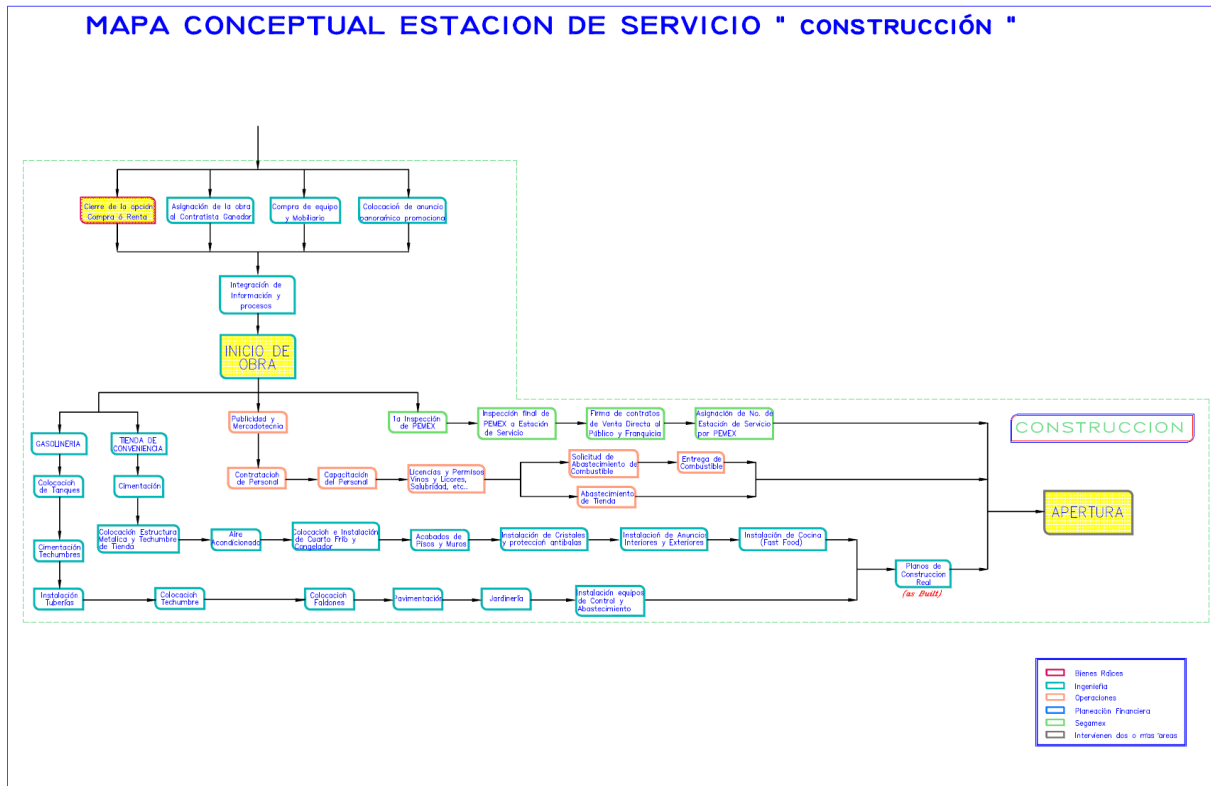 MAPA CONCEPTUAL ESTACION DE SERVICIO " CONSTRUCCIÓN "
Cierre de la opción
Compra ó Renta
Asignación de la obra
al Contratista Ganador
Compra de equipo
y Mobiliario
Colocación de anuncio
panorámico promociona
Integración de
Información y
procesos
INICIO DE
OBRA
GASOLINERIA
TIENDA DE
CONVENIENCIA
Publicidad y
Mercadotecnia
1a Inspección
de PEMEX
Inspección final de
PEMEX a Estación
de Servicio
Firma de contratos
de Venta Directa al
Público y Franquicia
Asignación de No. de
Estación de Servicio
por PEMEX
CONSTRUCCION
Colocación
de Tanques
Cimentación
Contratación
de Personal
Capacitación
del Personal
Licencias y Permisos
Vinos y Licores,
Salubridad, etc..
Solicitud de
Abastecimiento de
Combustible
Entrega de
Combustible
Abastecimiento
de Tienda
APERTURA
Cimentación
Techumbres
Colocación Estructura
Metalica y Techumbre
de Tienda
Aire
Acondicionado
Colocación e Instalación
de Cuarto Frío y
Congelador
Acabados de
Pisos y Muros
Instalación de Cristales
y protección antibalas
Instalación de Anuncios
Interiores y Exteriores
Instalación de Cocina
(Fast Food)
Planos de
Construccion
Real
(as Built)
Instalación
Tuberías
Colocación
Techumbre
Colocación
Faldones
Pavimentación
Jardinería
Instalación equipos
de Control y
Abastecimiento
Bienes Raíces
Ingeniería
Operaciones
Planeación Financiera
Segamex
Intervienen dos o más áreas